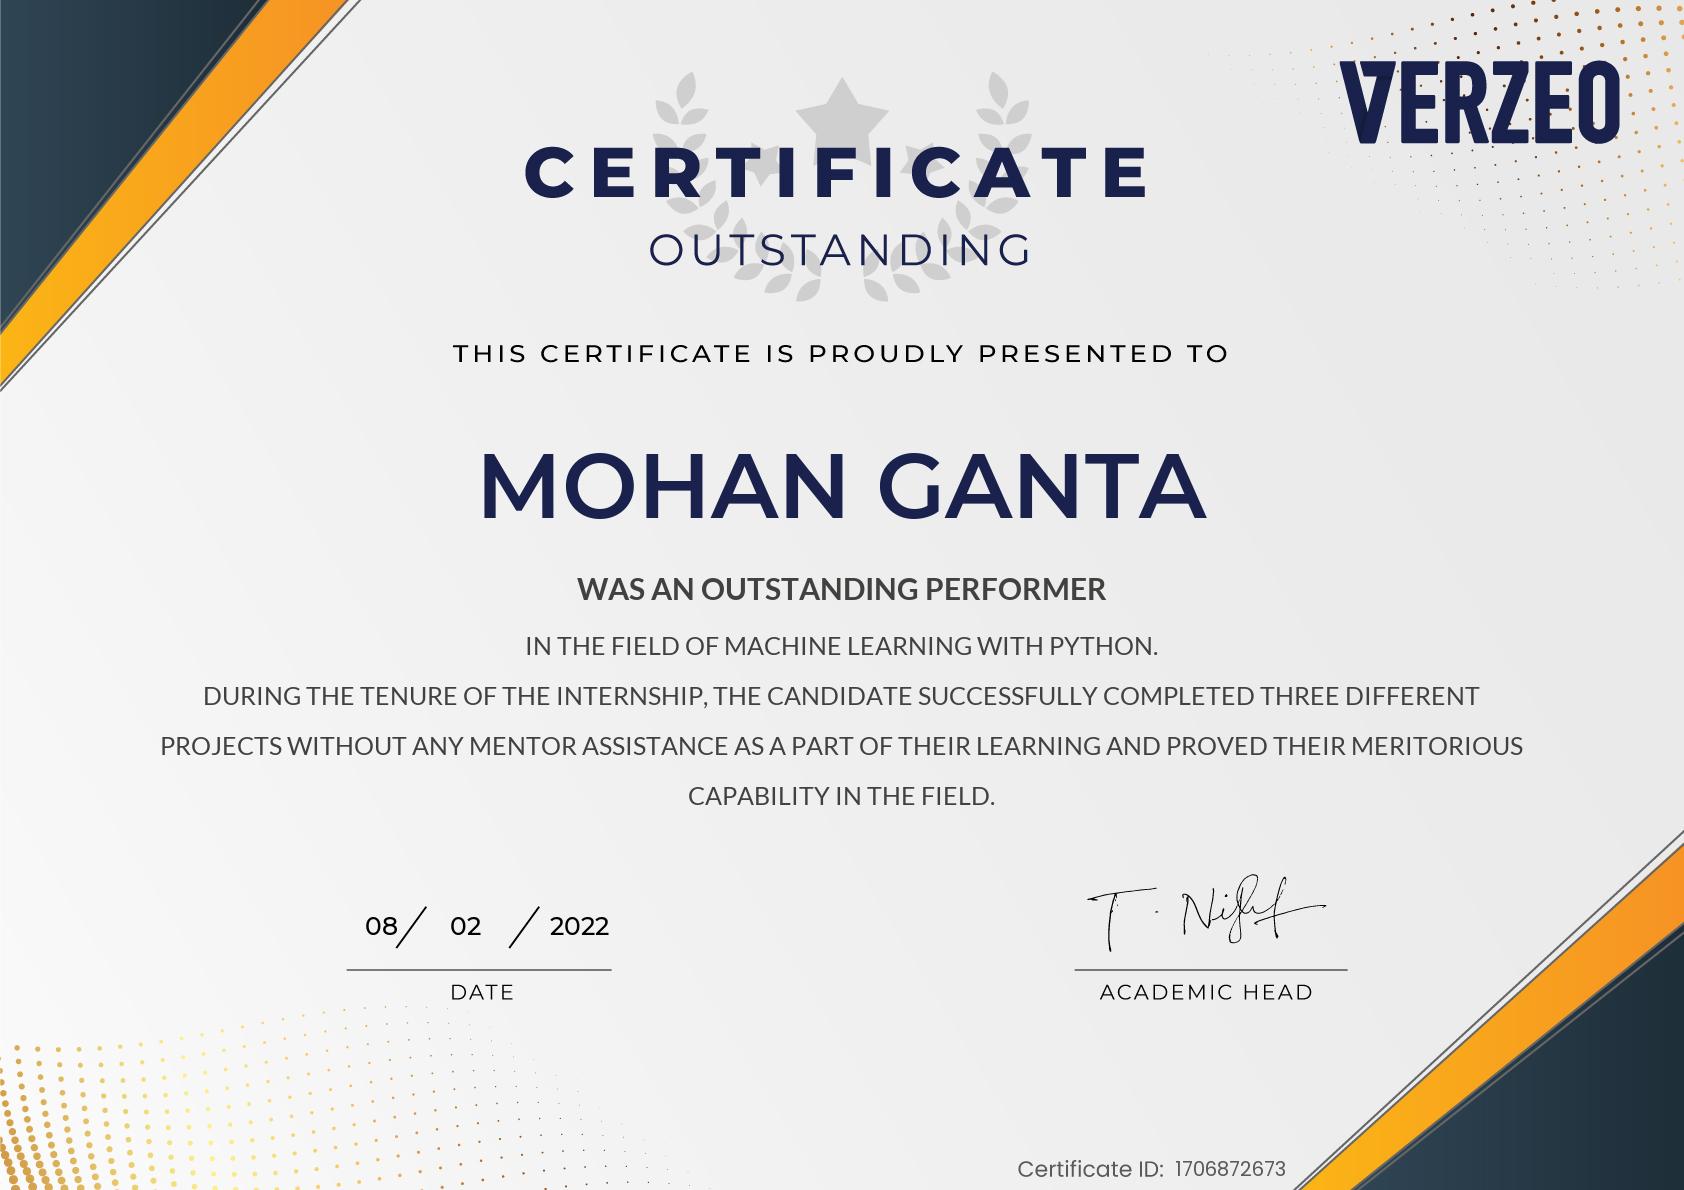 VERZEO
CERTIFICATE
OUTSTANDING
THIS CERTIFICATE IS PROUDLY PRESENTED TO
MOHAN GANTA
WAS AN OUTSTANDING PERFORMER
IN THE FIELD OF MACHINE LEARNING WITH PYTHON.
DURING THE TENURE OF THE INTERNSHIP, THE CANDIDATE SUCCESSFULLY COMPLETED THREE DIFFERENT
PROJECTS WITHOUT ANY MENTOR ASSISTANCE AS A PART OF THEIR LEARNING AND PROVED THEIR MERITORIOUS
CAPABILITY IN THE FIELD.
08/ 02 / 2022
DATE
ACADEMIC HEAD
Certificate ID: 1706872673